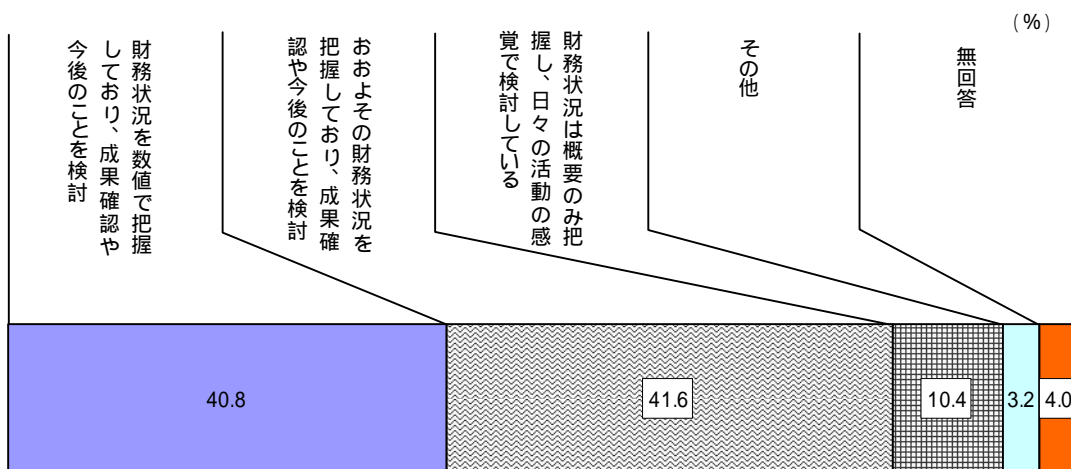 (%)
財務状況を数値で把握
しており、成果確認や
今後のことを検討
おおよその財務状況を
把握しており、成果確
認や今後のことを検討
財務状況は概要のみ把
握し、日々の活動の感
覚で検討している
その他
無回答
40.8
41.6
10.4
3.2
4.0